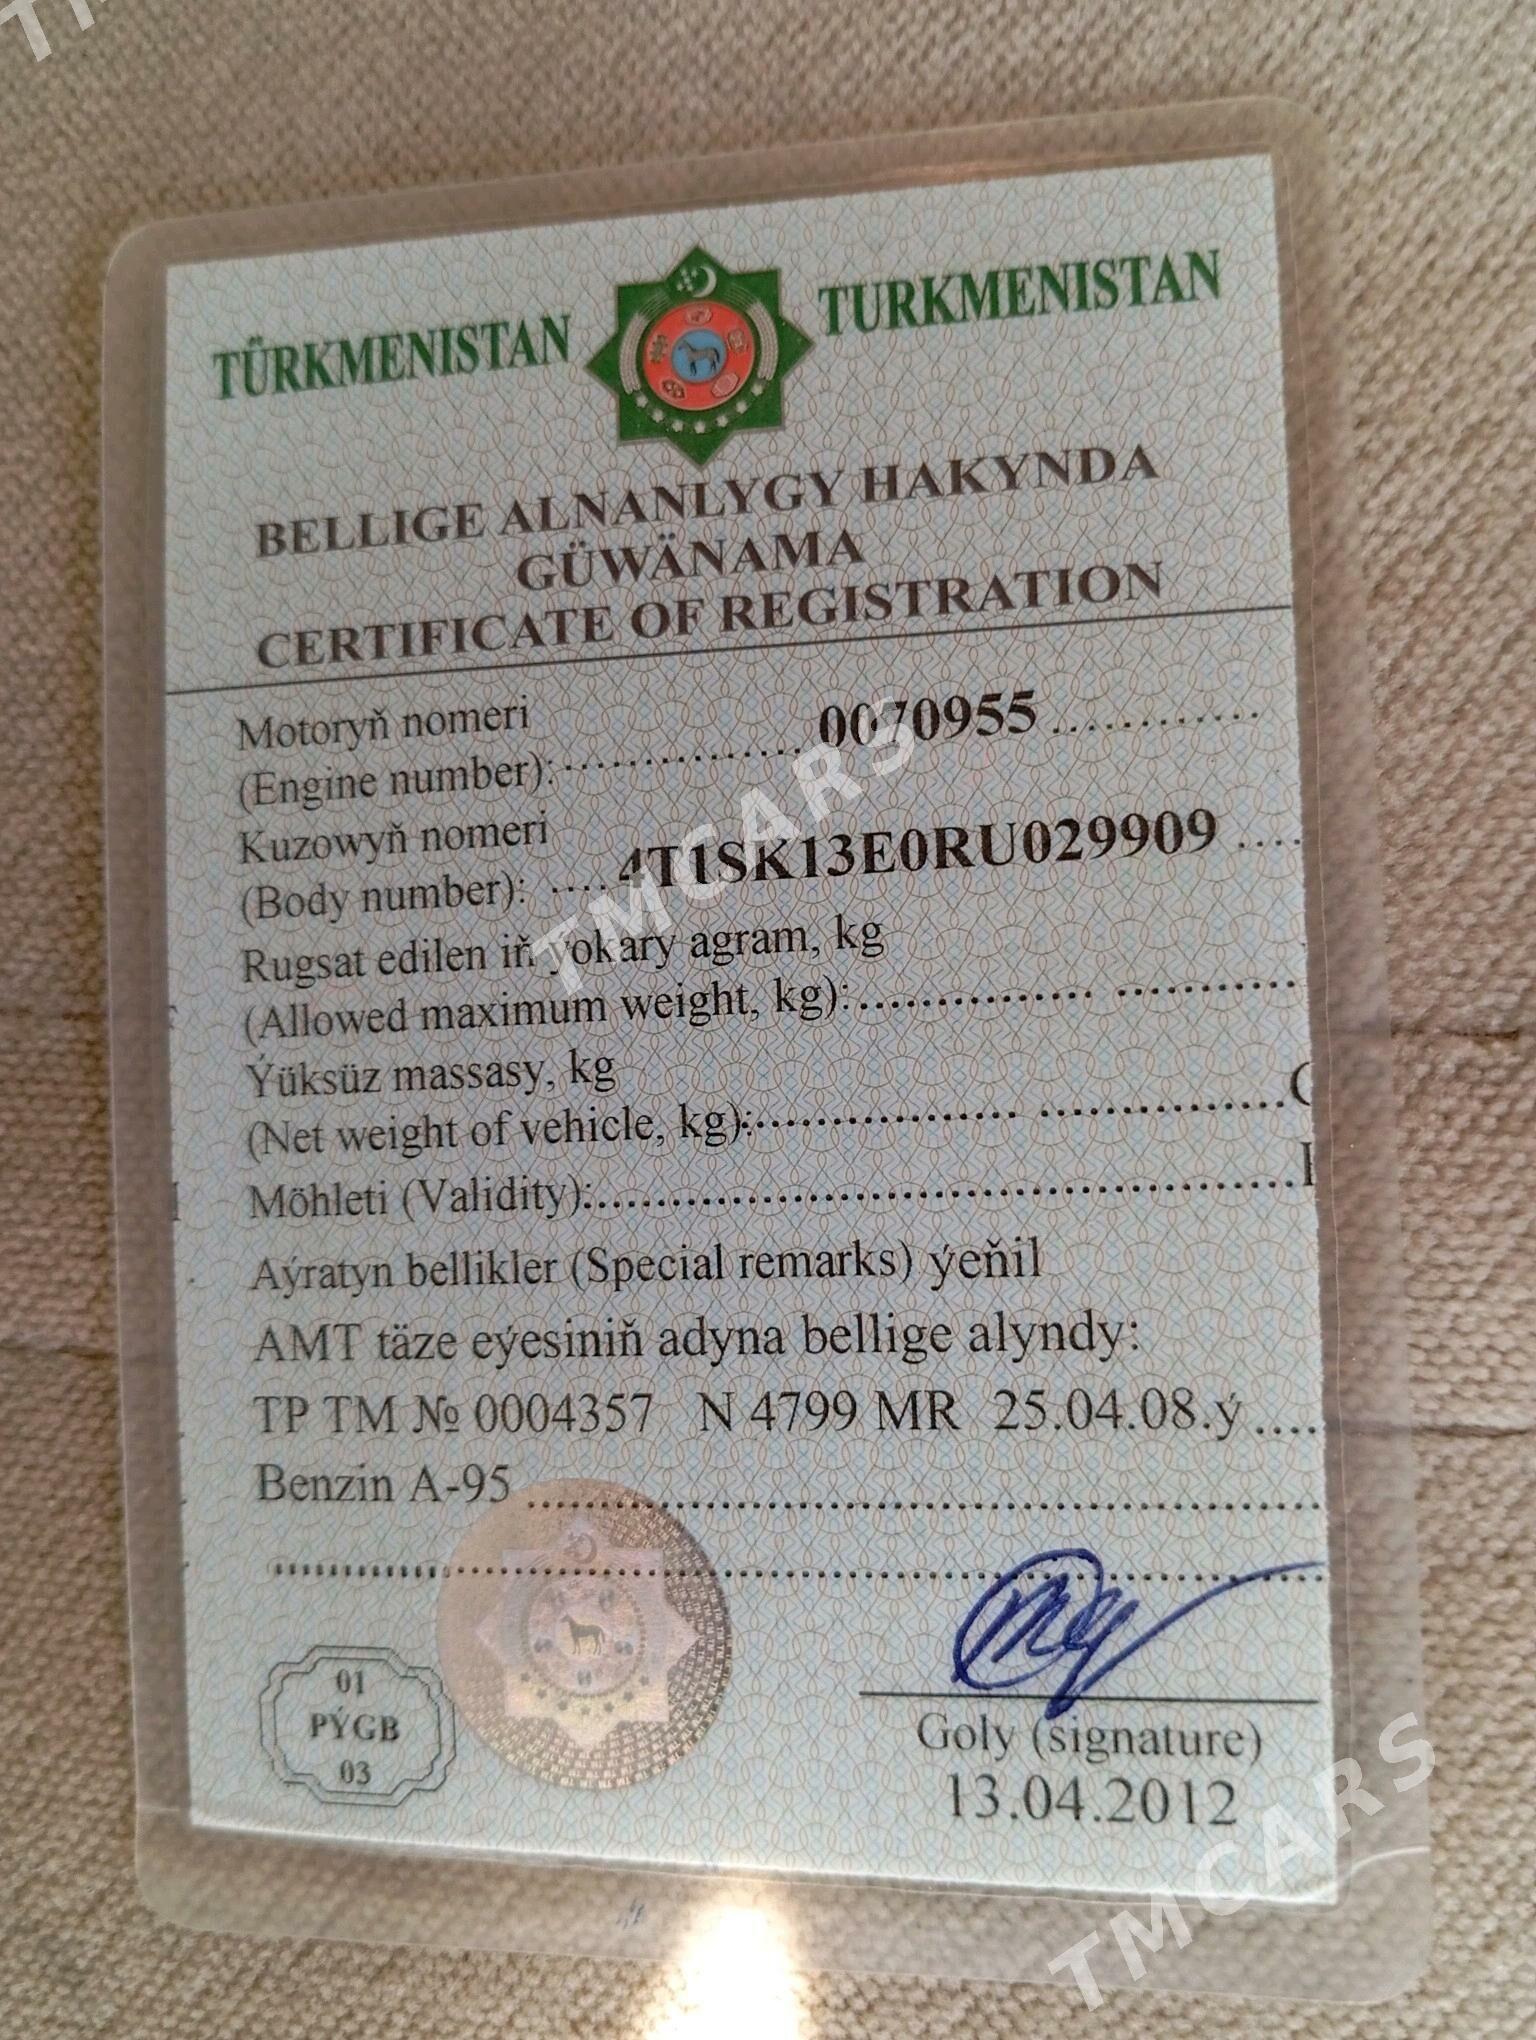 TÜRKMENISTAN TURKMENISTAN
BELLIGE ALNANLYGY HAKYNDA
GÜWÄNAMA
CERTIFICATE OF REGISTRATION
Motoryň nomeri
(Engine number): 0070955
Kuzowyň nomeri
(Body number): 4T1SK13E0RU029909
Rugsat edilen iň ýokary agram, kg
(Allowed maximum weight, kg):
Ýüksüz massasy, kg
(Net weight of vehicle, kg):
Möhleti (Validity):
Aýratyn bellikler (Special remarks) ýeňil
AMT täze eýesiniň adyna bellige alyndy:
TP TM № 0004357 N 4799 MR 25.04.08.ý
Benzin A-95
01
PÝGB
03
Goly (signature)
13.04.2012
TMCARS
TMCARS